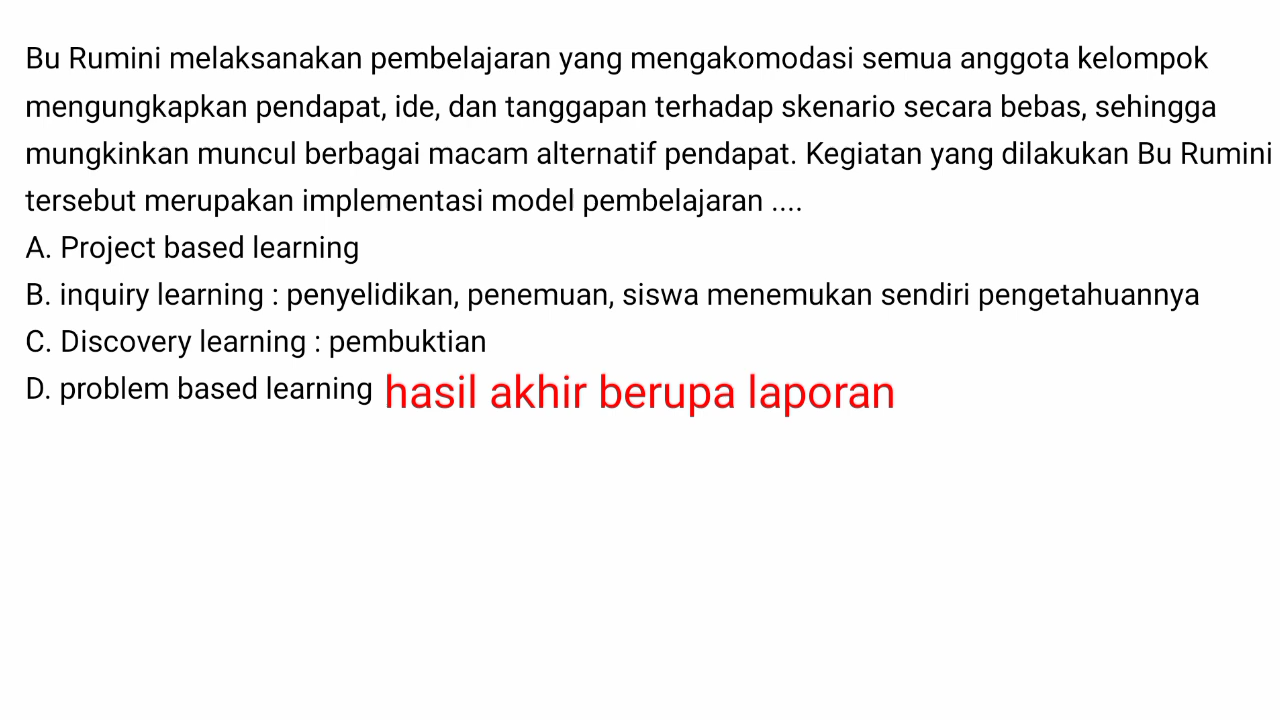 Bu Rumini melaksanakan pembelajaran yang mengakomodasi semua anggota kelompok
mengungkapkan pendapat, ide, dan tanggapan terhadap skenario secara bebas, sehingga
mungkinkan muncul berbagai macam alternatif pendapat. Kegiatan yang dilakukan Bu Rumini
tersebut merupakan implementasi model pembelajaran ....
A. Project based learning
B. inquiry learning : penyelidikan, penemuan, siswa menemukan sendiri pengetahuannya
C. Discovery learning : pembuktian
D. problem based learning hasil akhir berupa laporan